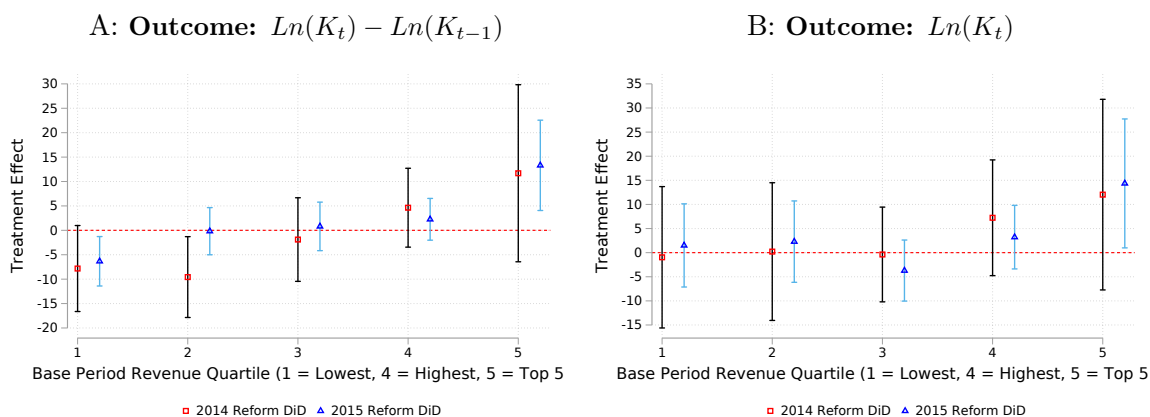 A: Outcome: Ln(K_t) − Ln(K_{t−1})
30
25
20
15
10
5
0
-5
-10
-15
-20
Treatment Effect
1 2 3 4 5
Base Period Revenue Quartile (1 = Lowest, 4 = Highest, 5 = Top 5
2014 Reform DiD 2015 Reform DiD
B: Outcome: Ln(K_t)
35
30
25
20
15
10
5
0
-5
-10
-15
Treatment Effect
1 2 3 4 5
Base Period Revenue Quartile (1 = Lowest, 4 = Highest, 5 = Top 5
2014 Reform DiD 2015 Reform DiD